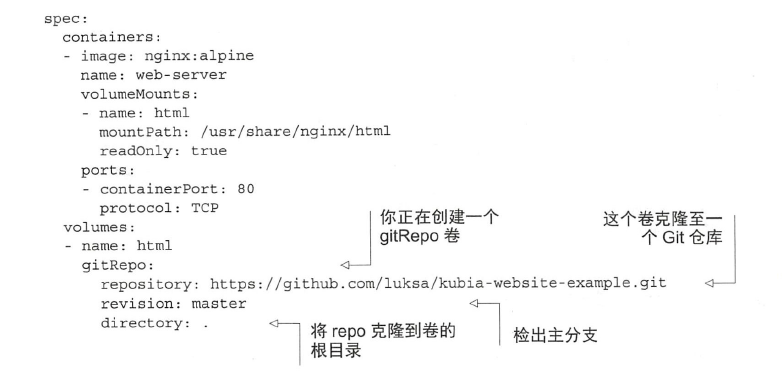 spec:
containers:
- image: nginx:alpine
name: web-server
volumeMounts:
- name: html
mountPath: /usr/share/nginx/html
readOnly: true
ports:
- containerPort: 80
protocol: TCP
volumes:
- name: html
gitRepo:
repository: https://github.com/luksa/kubia-website-example.git
revision: master
directory: .
你正在创建一个
gitRepo 卷
这个卷克隆至一
个 Git 仓库
将 repo 克隆到卷的
根目录
检出主分支